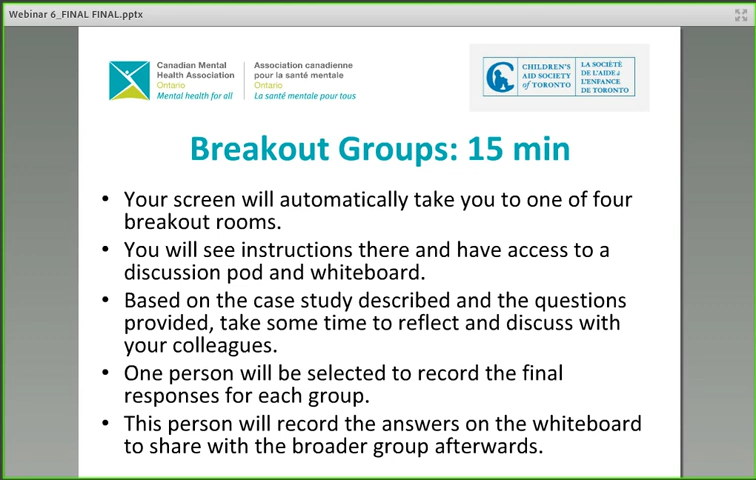 Webinar 6_FINAL FINAL.pptx
Canadian Mental
Health Association
Ontario
Mental health for all
Association canadienne
pour la santé mentale
Ontario
La santé mentale pour tous
CHILDREN'S
AID SOCIETY
of TORONTO
LA SOCIÉTÉ
DE L'AIDE à
L'ENFANCE
DE TORONTO
Breakout Groups: 15 min
• Your screen will automatically take you to one of four
breakout rooms.
• You will see instructions there and have access to a
discussion pod and whiteboard.
• Based on the case study described and the questions
provided, take some time to reflect and discuss with
your colleagues.
• One person will be selected to record the final
responses for each group.
• This person will record the answers on the whiteboard
to share with the broader group afterwards.